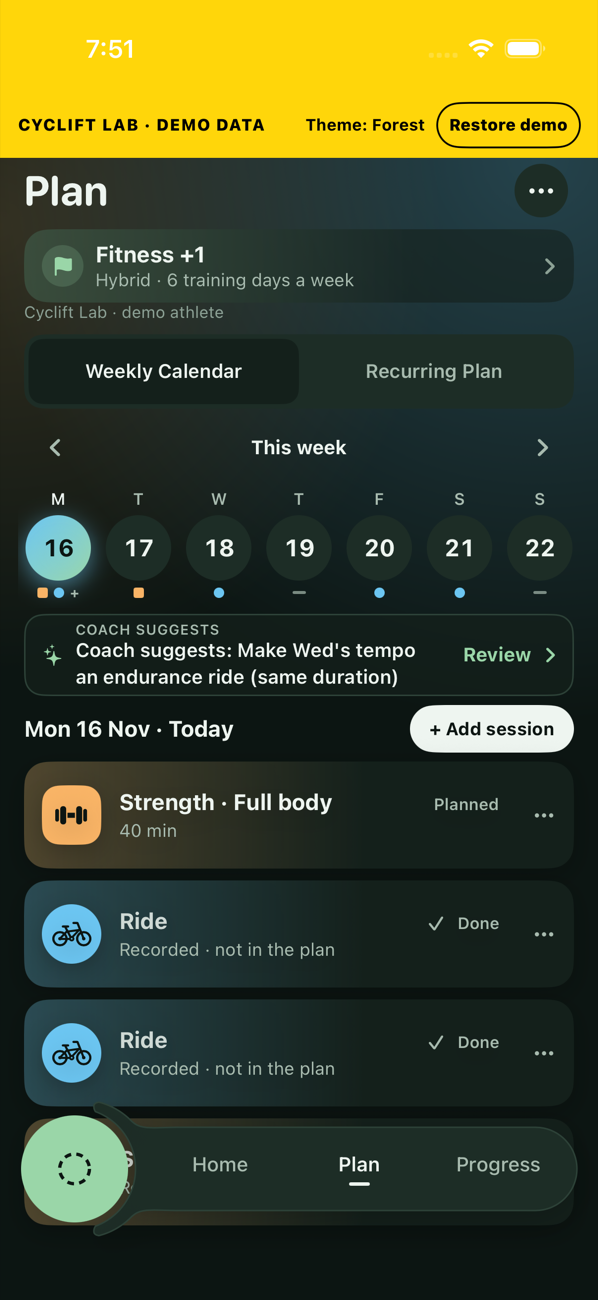 7:51
CYCLIFT LAB · DEMO DATA
Theme: Forest
Restore demo
Plan
Fitness +1
Hybrid · 6 training days a week
Cyclift Lab · demo athlete
Weekly Calendar
Recurring Plan
This week
M T W T F S S
16 17 18 19 20 21 22
+
COACH SUGGESTS
Coach suggests: Make Wed's tempo
an endurance ride (same duration)
Review
Mon 16 Nov · Today
+ Add session
Strength · Full body
Planned
40 min
Ride
Done
Recorded · not in the plan
Ride
Done
Recorded · not in the plan
Home
Plan
Progress